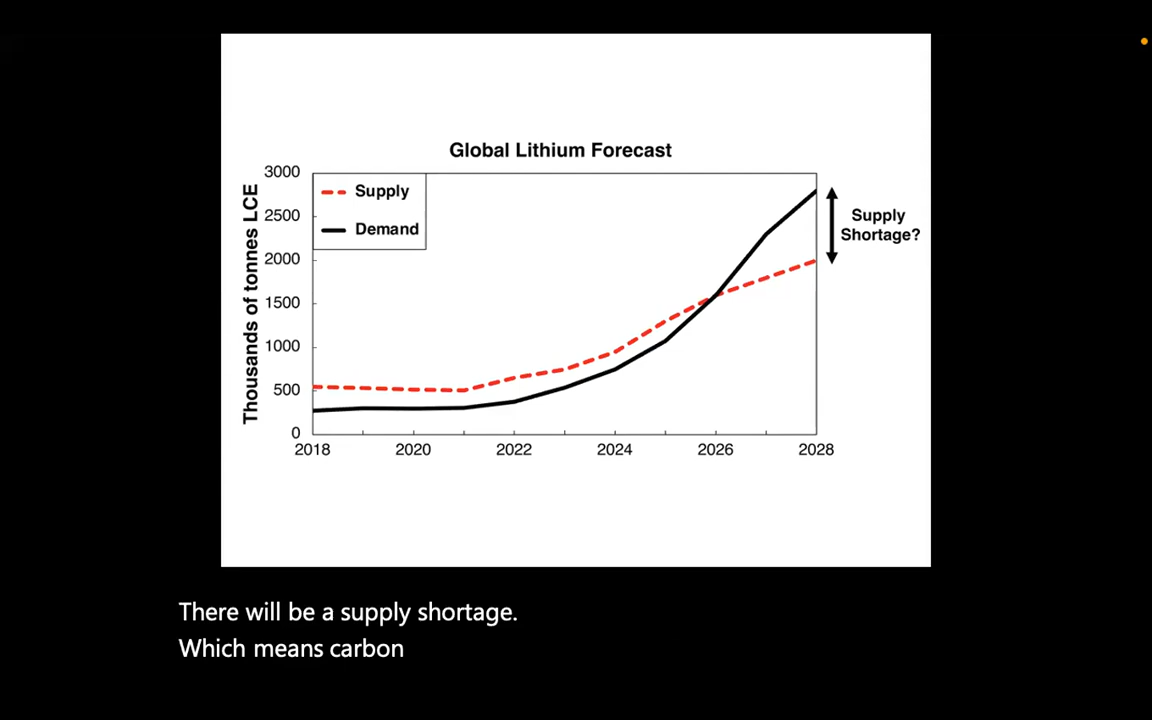 Global Lithium Forecast
Thousands of tonnes LCE
3000
2500
2000
1500
1000
500
0
Supply
Demand
Supply
Shortage?
2018 2020 2022 2024 2026 2028
There will be a supply shortage.
Which means carbon